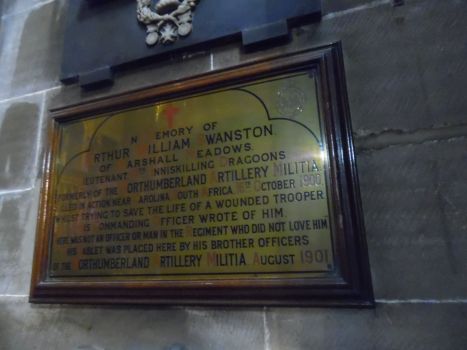 IN MEMORY OF
ARTHUR WILLIAM SWANSTON,
OF MARSHALL MEADOWS,
LIEUTENANT INNISKILLING DRAGOONS,
FORMERLY OF THE NORTHUMBERLAND ARTILLERY MILITIA
KILLED IN ACTION NEAR CAROLINA, SOUTH AFRICA, 16TH OCTOBER 1900,
WHILST TRYING TO SAVE THE LIFE OF A WOUNDED TROOPER
HIS COMMANDING OFFICER WROTE OF HIM
THERE WAS NOT AN OFFICER OR MAN IN THE REGIMENT WHO DID NOT LOVE HIM
THIS TABLET WAS PLACED HERE BY HIS BROTHER OFFICERS
OF THE NORTHUMBERLAND ARTILLERY MILITIA. AUGUST 1901